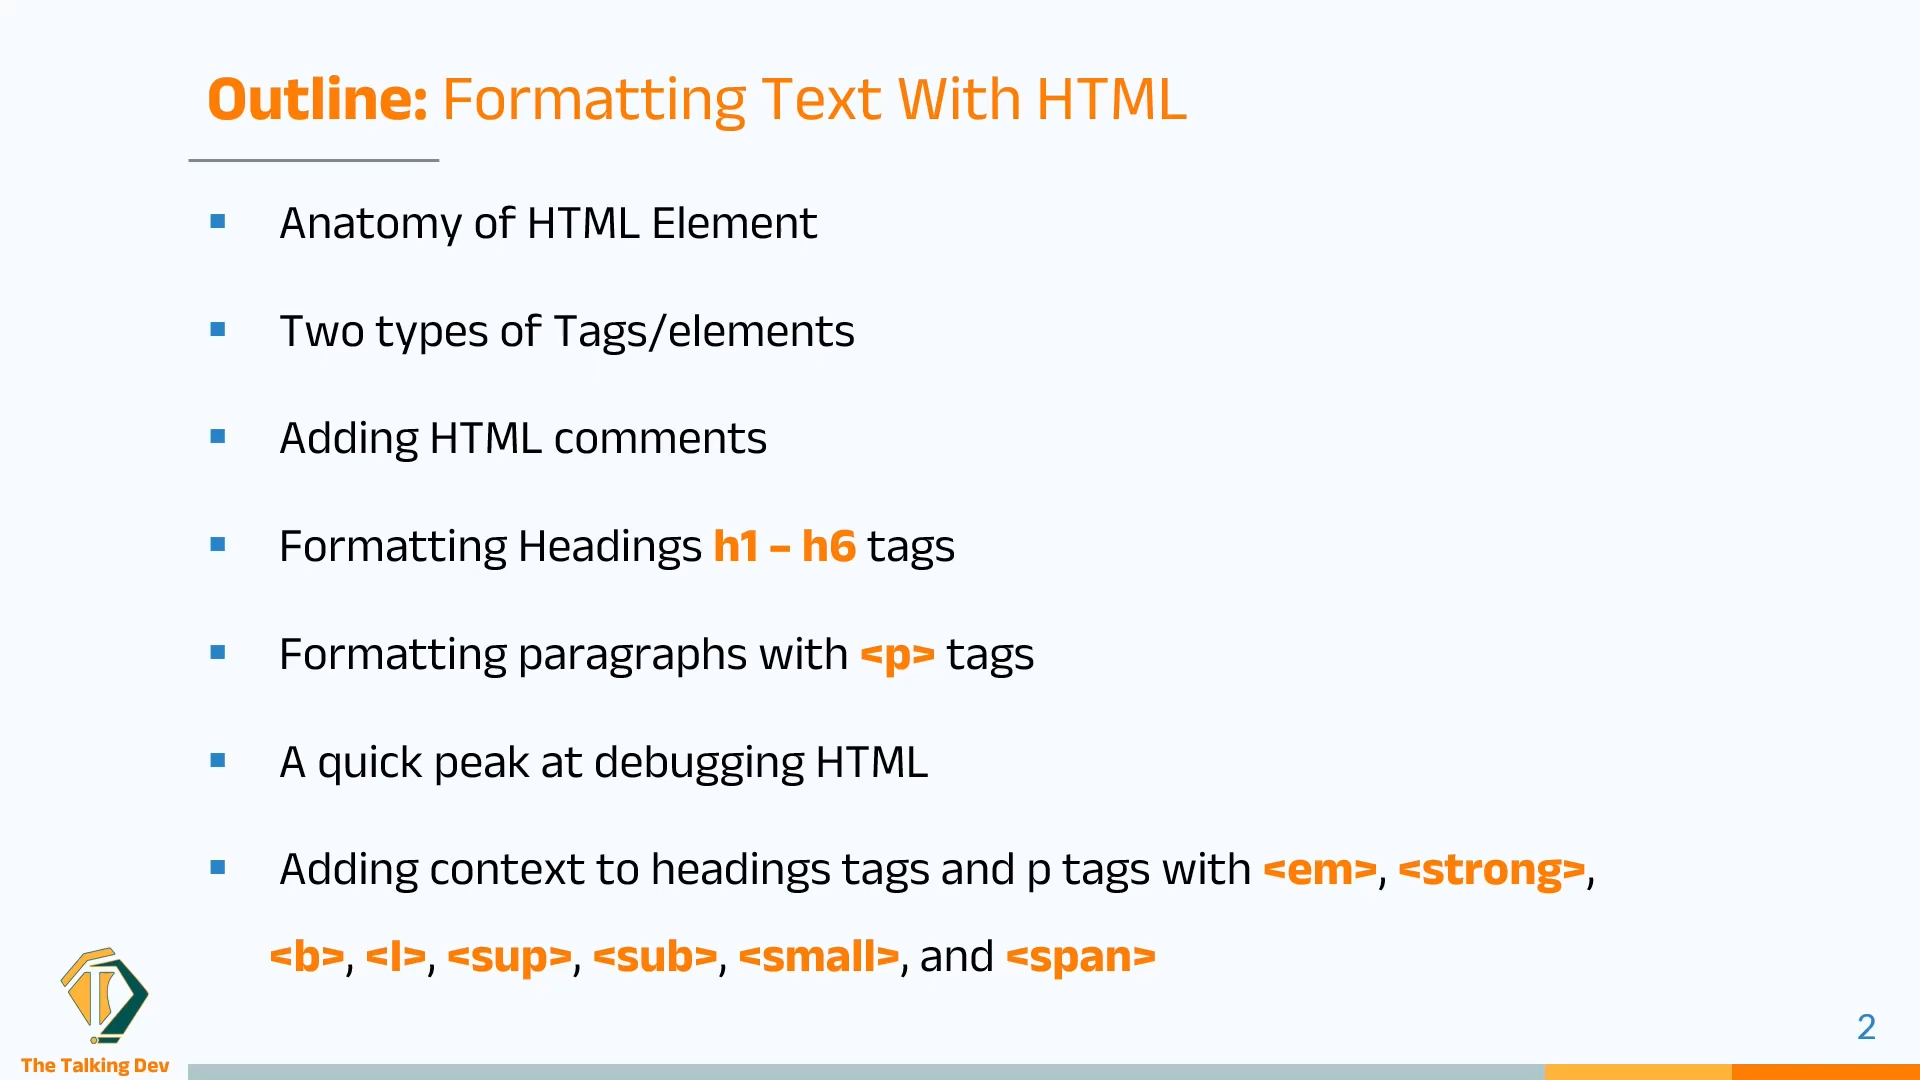 Outline: Formatting Text With HTML
Anatomy of HTML Element
Two types of Tags/elements
Adding HTML comments
Formatting Headings h1 – h6 tags
Formatting paragraphs with <p> tags
A quick peak at debugging HTML
Adding context to headings tags and p tags with <em>, <strong>,
<b>, <I>, <sup>, <sub>, <small>, and <span>
The Talking Dev
2